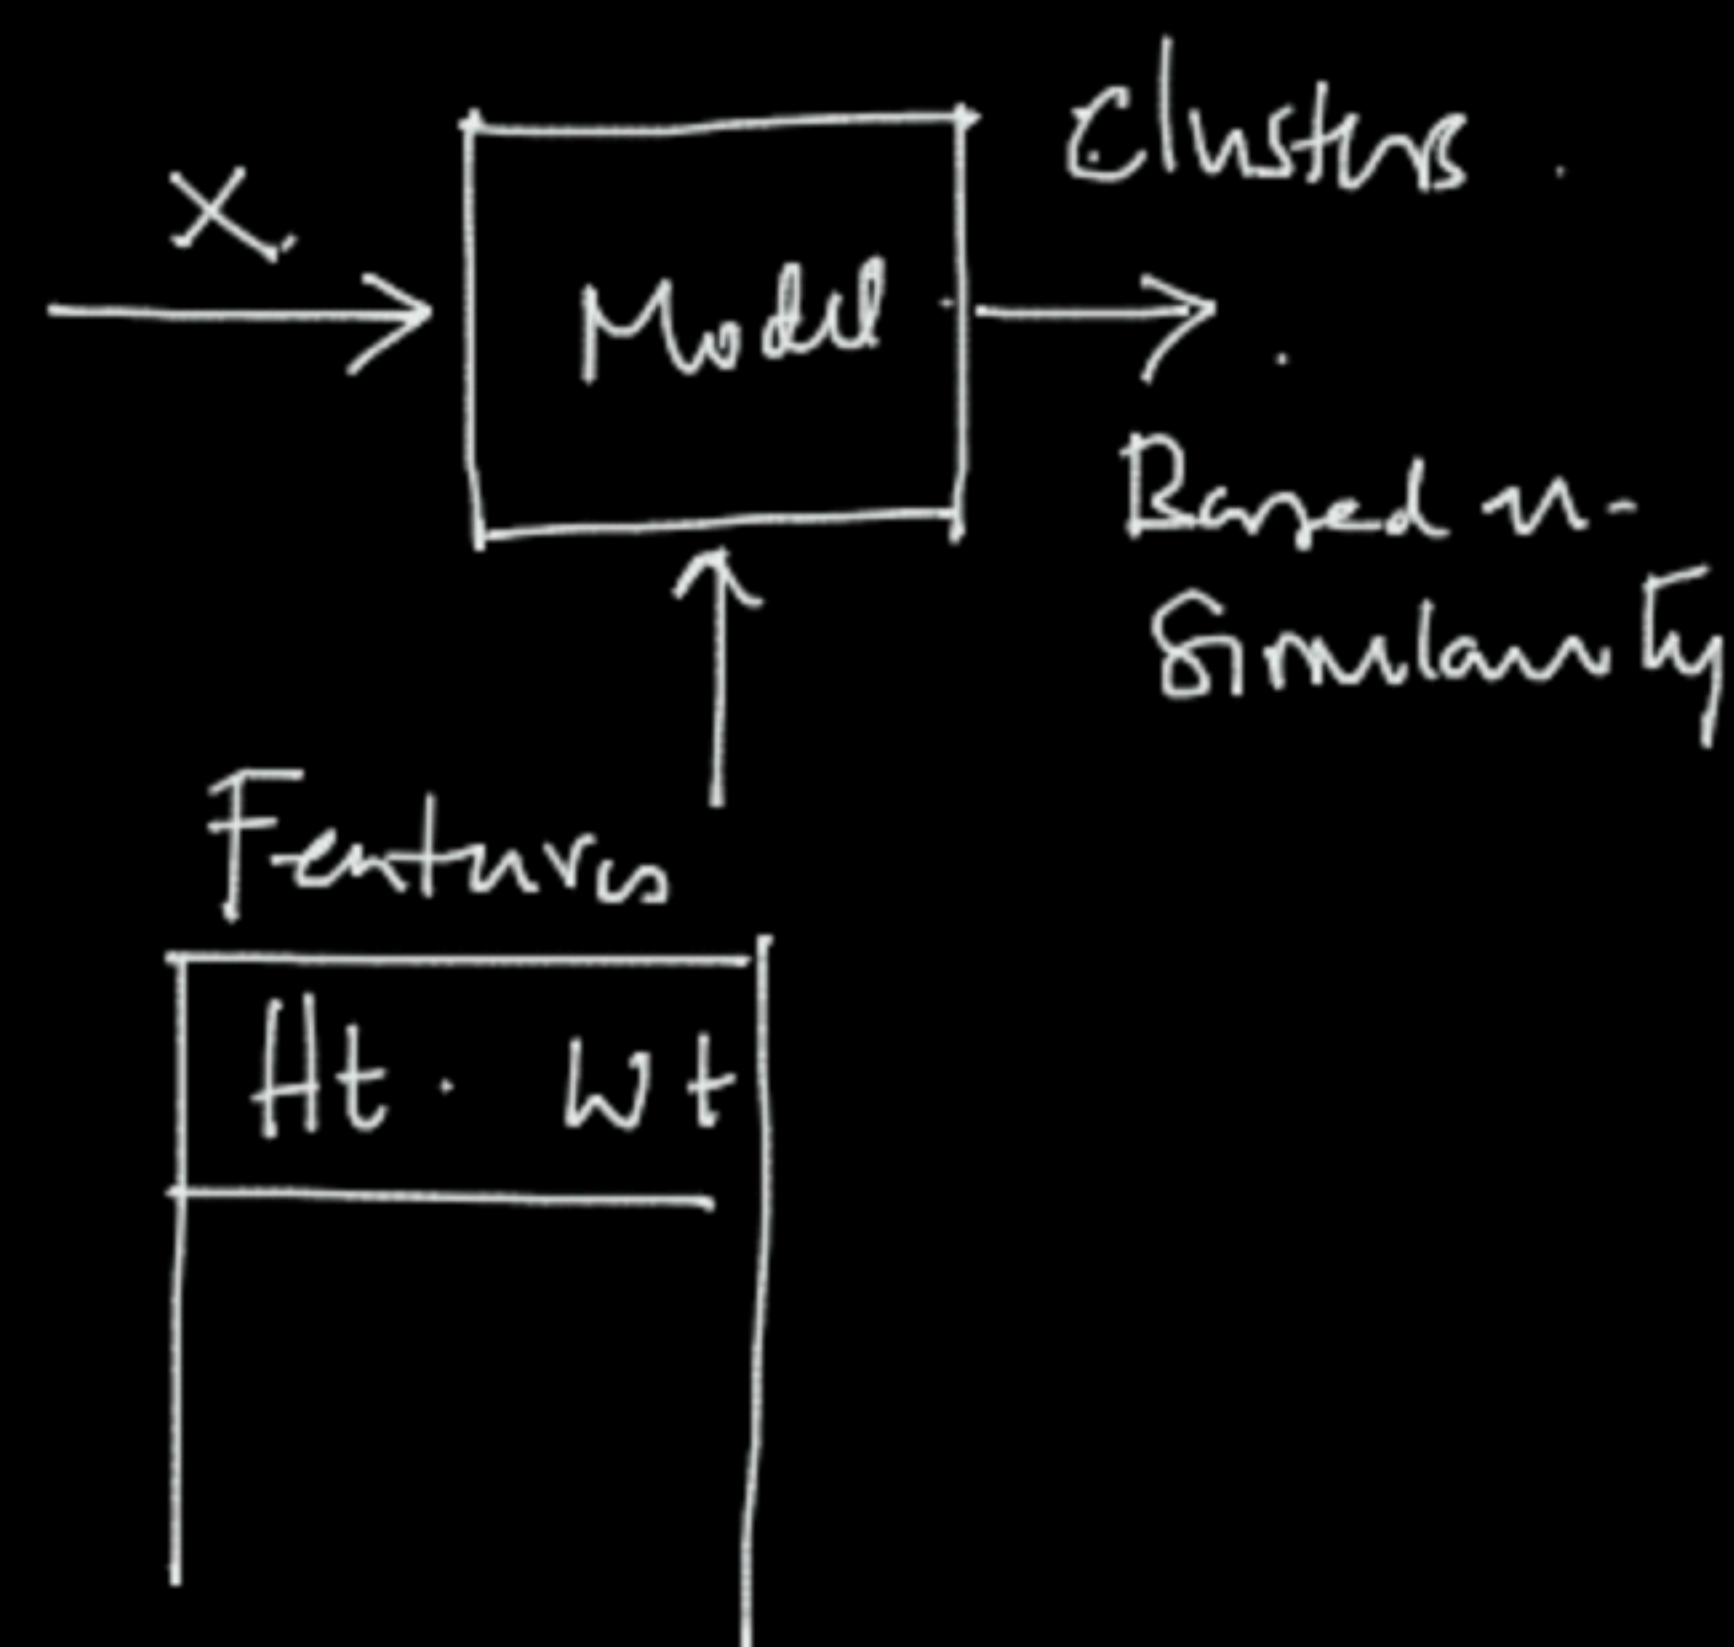 Clusters
X
Model
Based on
Similarity
Features
Ht. Wt